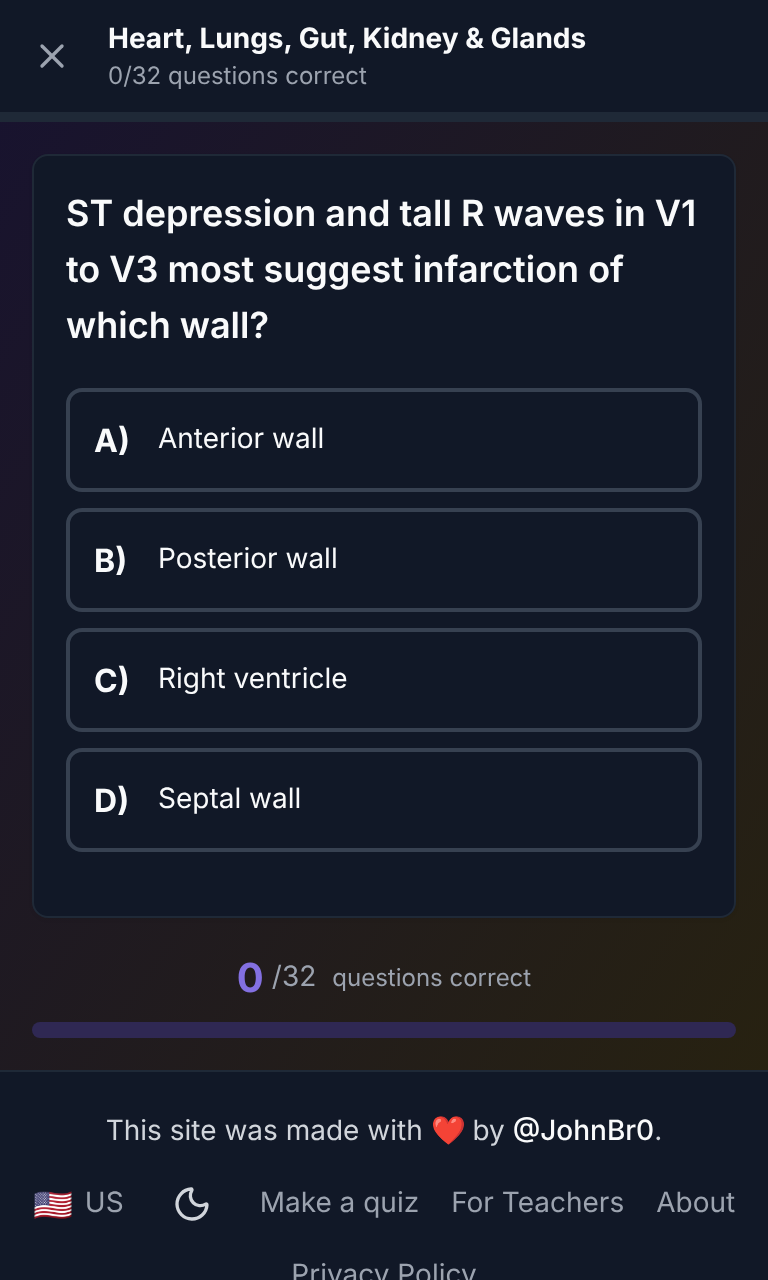 Heart, Lungs, Gut, Kidney & Glands
0/32 questions correct
ST depression and tall R waves in V1
to V3 most suggest infarction of
which wall?
A) Anterior wall
B) Posterior wall
C) Right ventricle
D) Septal wall
0 /32 questions correct
This site was made with ❤️ by @JohnBr0.
🇺🇸 US Make a quiz For Teachers About
Privacy Policy